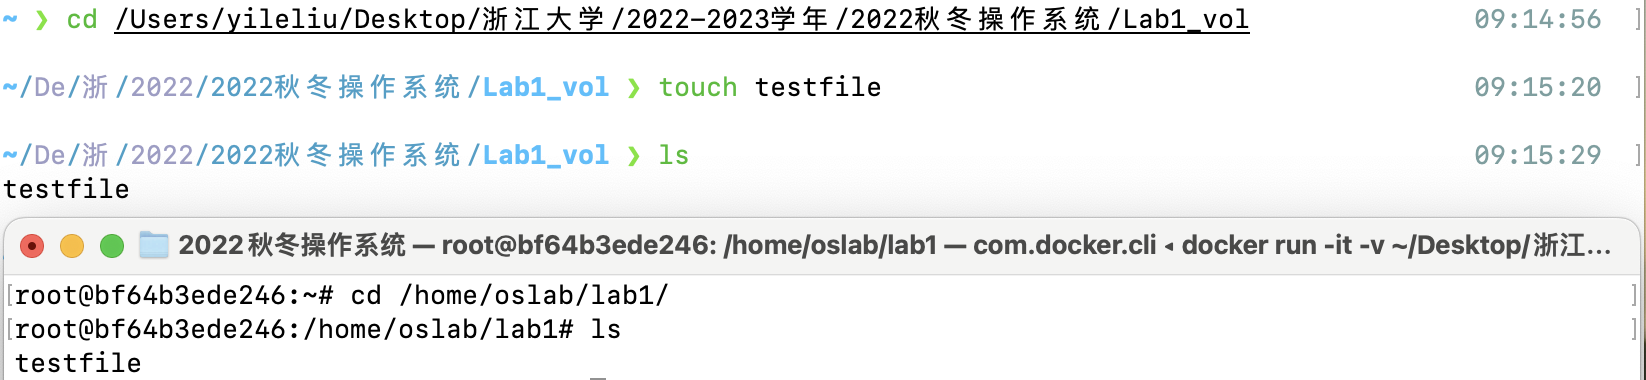 ~ ❯ cd /Users/yileliu/Desktop/浙江大学/2022-2023学年/2022秋冬操作系统/Lab1_vol 09:14:56
~/De/浙/2022/2022秋冬操作系统/Lab1_vol ❯ touch testfile 09:15:20
~/De/浙/2022/2022秋冬操作系统/Lab1_vol ❯ ls 09:15:29
testfile
2022秋冬操作系统 — root@bf64b3ede246: /home/oslab/lab1 — com.docker.cli ◂ docker run -it -v ~/Desktop/浙江...
[root@bf64b3ede246:~# cd /home/oslab/lab1/ ]
[root@bf64b3ede246:/home/oslab/lab1# ls ]
testfile